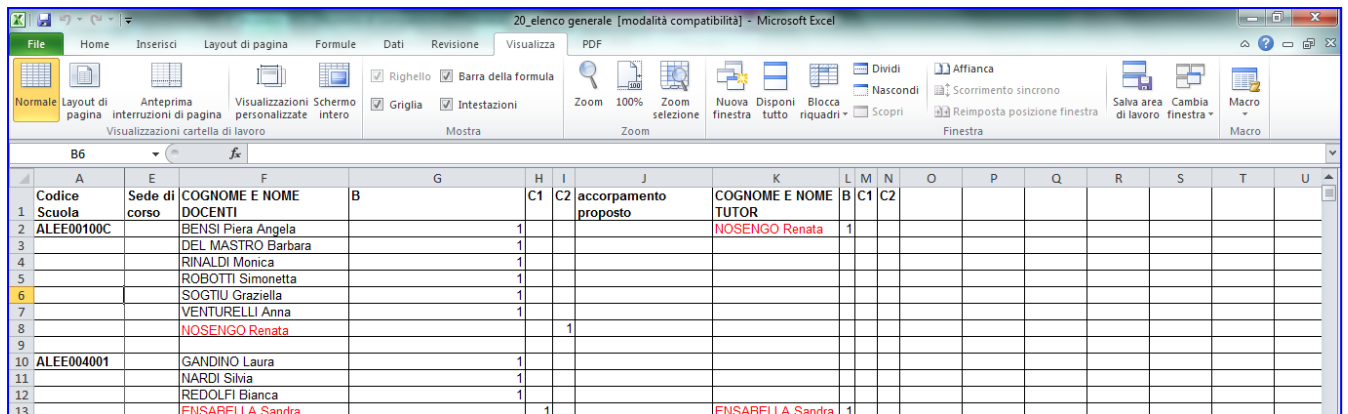 20_elenco generale [modalità compatibilità] - Microsoft Excel
File Home Inserisci Layout di pagina Formule Dati Revisione Visualizza PDF
Normale Layout di pagina Anteprima interruzioni di pagina Visualizzazioni personalizzate Schermo intero
Visualizzazioni cartella di lavoro
Righello Barra della formula
Griglia Intestazioni
Mostra
Zoom 100% Zoom selezione
Zoom
Nuova finestra Disponi tutto Blocca riquadri
Dividi
Nascondi
Scopri
Affianca
Scorrimento sincrono
Reimposta posizione finestra
Salva area di lavoro Cambia finestra
Finestra
Macro
Macro
B6 fx
A E F G H I J K L M N O P Q R S T U
1 Codice Scuola Sede di corso COGNOME E NOME DOCENTI B C1 C2 accorpamento proposto COGNOME E NOME TUTOR B C1 C2
2 ALEE00100C BENSI Piera Angela 1 NOSENGO Renata 1
3 DEL MASTRO Barbara 1
4 RINALDI Monica 1
5 ROBOTTI Simonetta 1
6 SOGTIU Graziella 1
7 VENTURELLI Anna 1
8 NOSENGO Renata 1
9
10 ALEE004001 GANDINO Laura 1
11 NARDI Silvia 1
12 REDOLFI Bianca 1
13 ENSABELLA Sandra 1 ENSABELLA Sandra 1